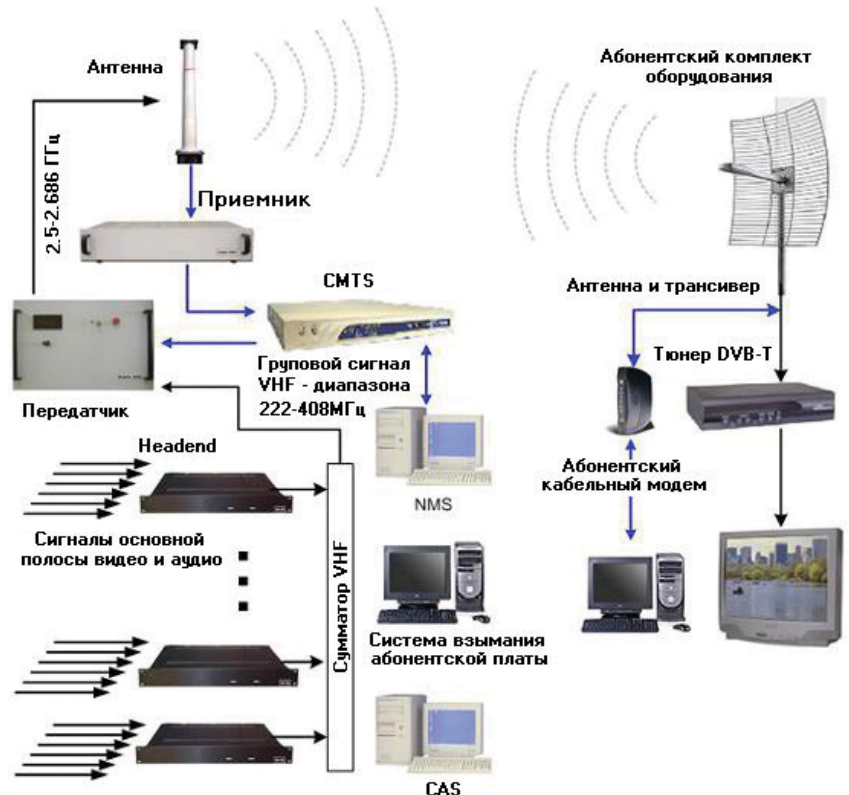 Антенна
Абонентский комплект
оборудования
2.5-2.686 ГГц
Приемник
CMTS
Антенна и трансивер
Груповой сигнал
VHF - диапазона
222-408МГц
Тюнер DVB-T
Передатчик
Headend
Абонентский
кабельный модем
NMS
Сигналы основной
полосы видео и аудио
Сумматор VHF
Система взымания
абонентской платы
CAS